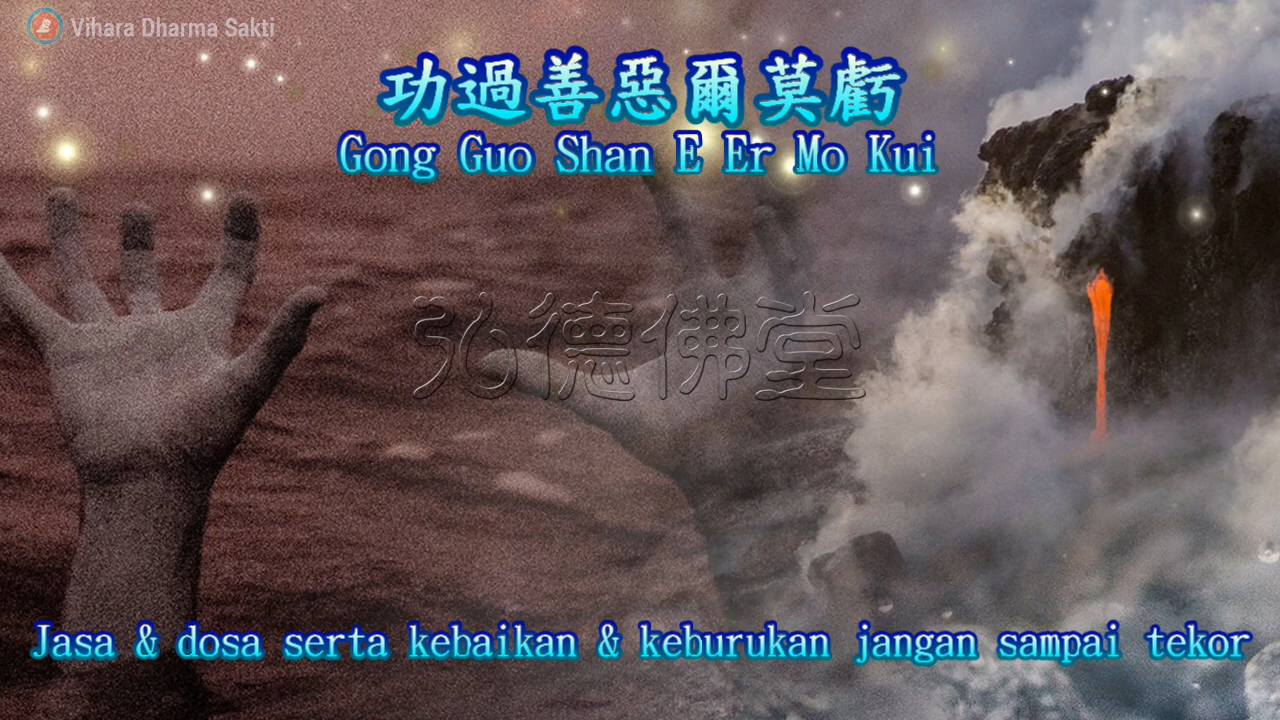 Vihara Dharma Sakti
功過善惡爾莫虧
Gong Guo Shan E Er Mo Kui
弘德佛堂
Jasa & dosa serta kebaikan & keburukan jangan sampai tekor